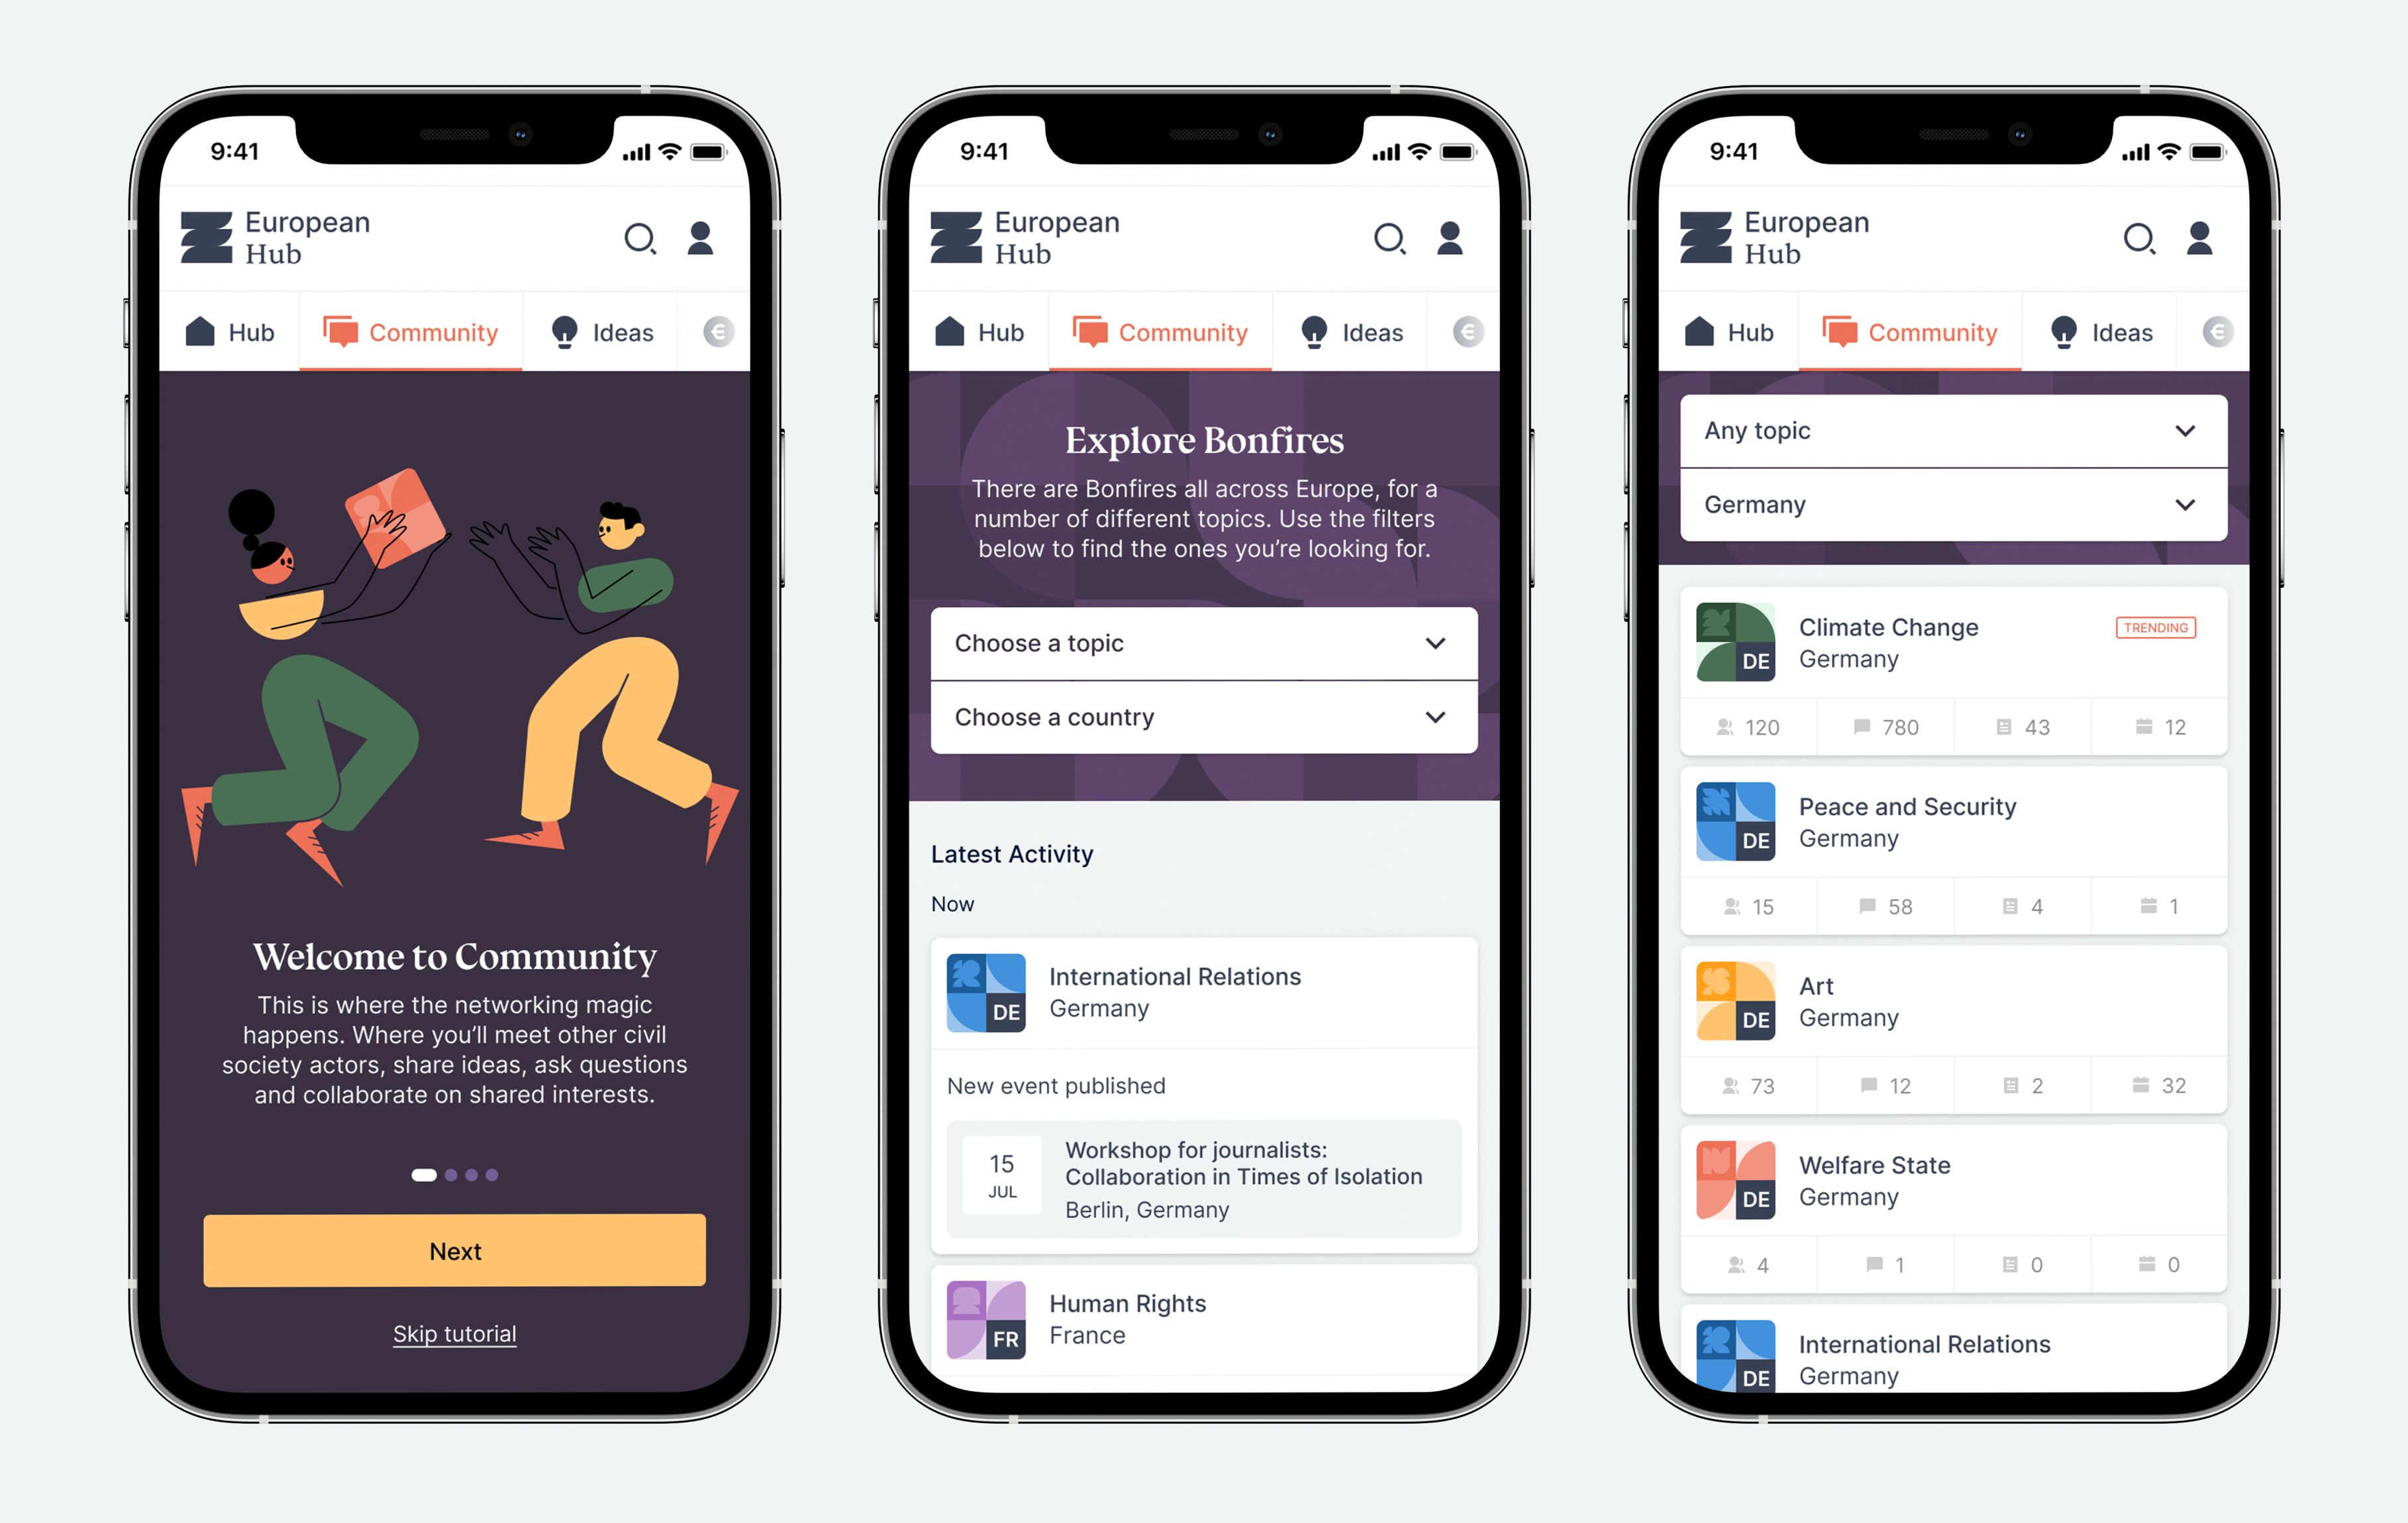 9:41
European
Hub
Hub
Community
Ideas
€
Welcome to Community
This is where the networking magic
happens. Where you’ll meet other civil
society actors, share ideas, ask questions
and collaborate on shared interests.
Next
Skip tutorial
9:41
European
Hub
Hub
Community
Ideas
€
Explore Bonfires
There are Bonfires all across Europe, for a
number of different topics. Use the filters
below to find the ones you’re looking for.
Choose a topic
Choose a country
Latest Activity
Now
DE
International Relations
Germany
New event published
15
JUL
Workshop for journalists:
Collaboration in Times of Isolation
Berlin, Germany
FR
Human Rights
France
9:41
European
Hub
Hub
Community
Ideas
€
Any topic
Germany
DE
Climate Change
TRENDING
Germany
120
780
43
12
DE
Peace and Security
Germany
15
58
4
1
DE
Art
Germany
73
12
2
32
DE
Welfare State
Germany
4
1
0
0
DE
International Relations
Germany